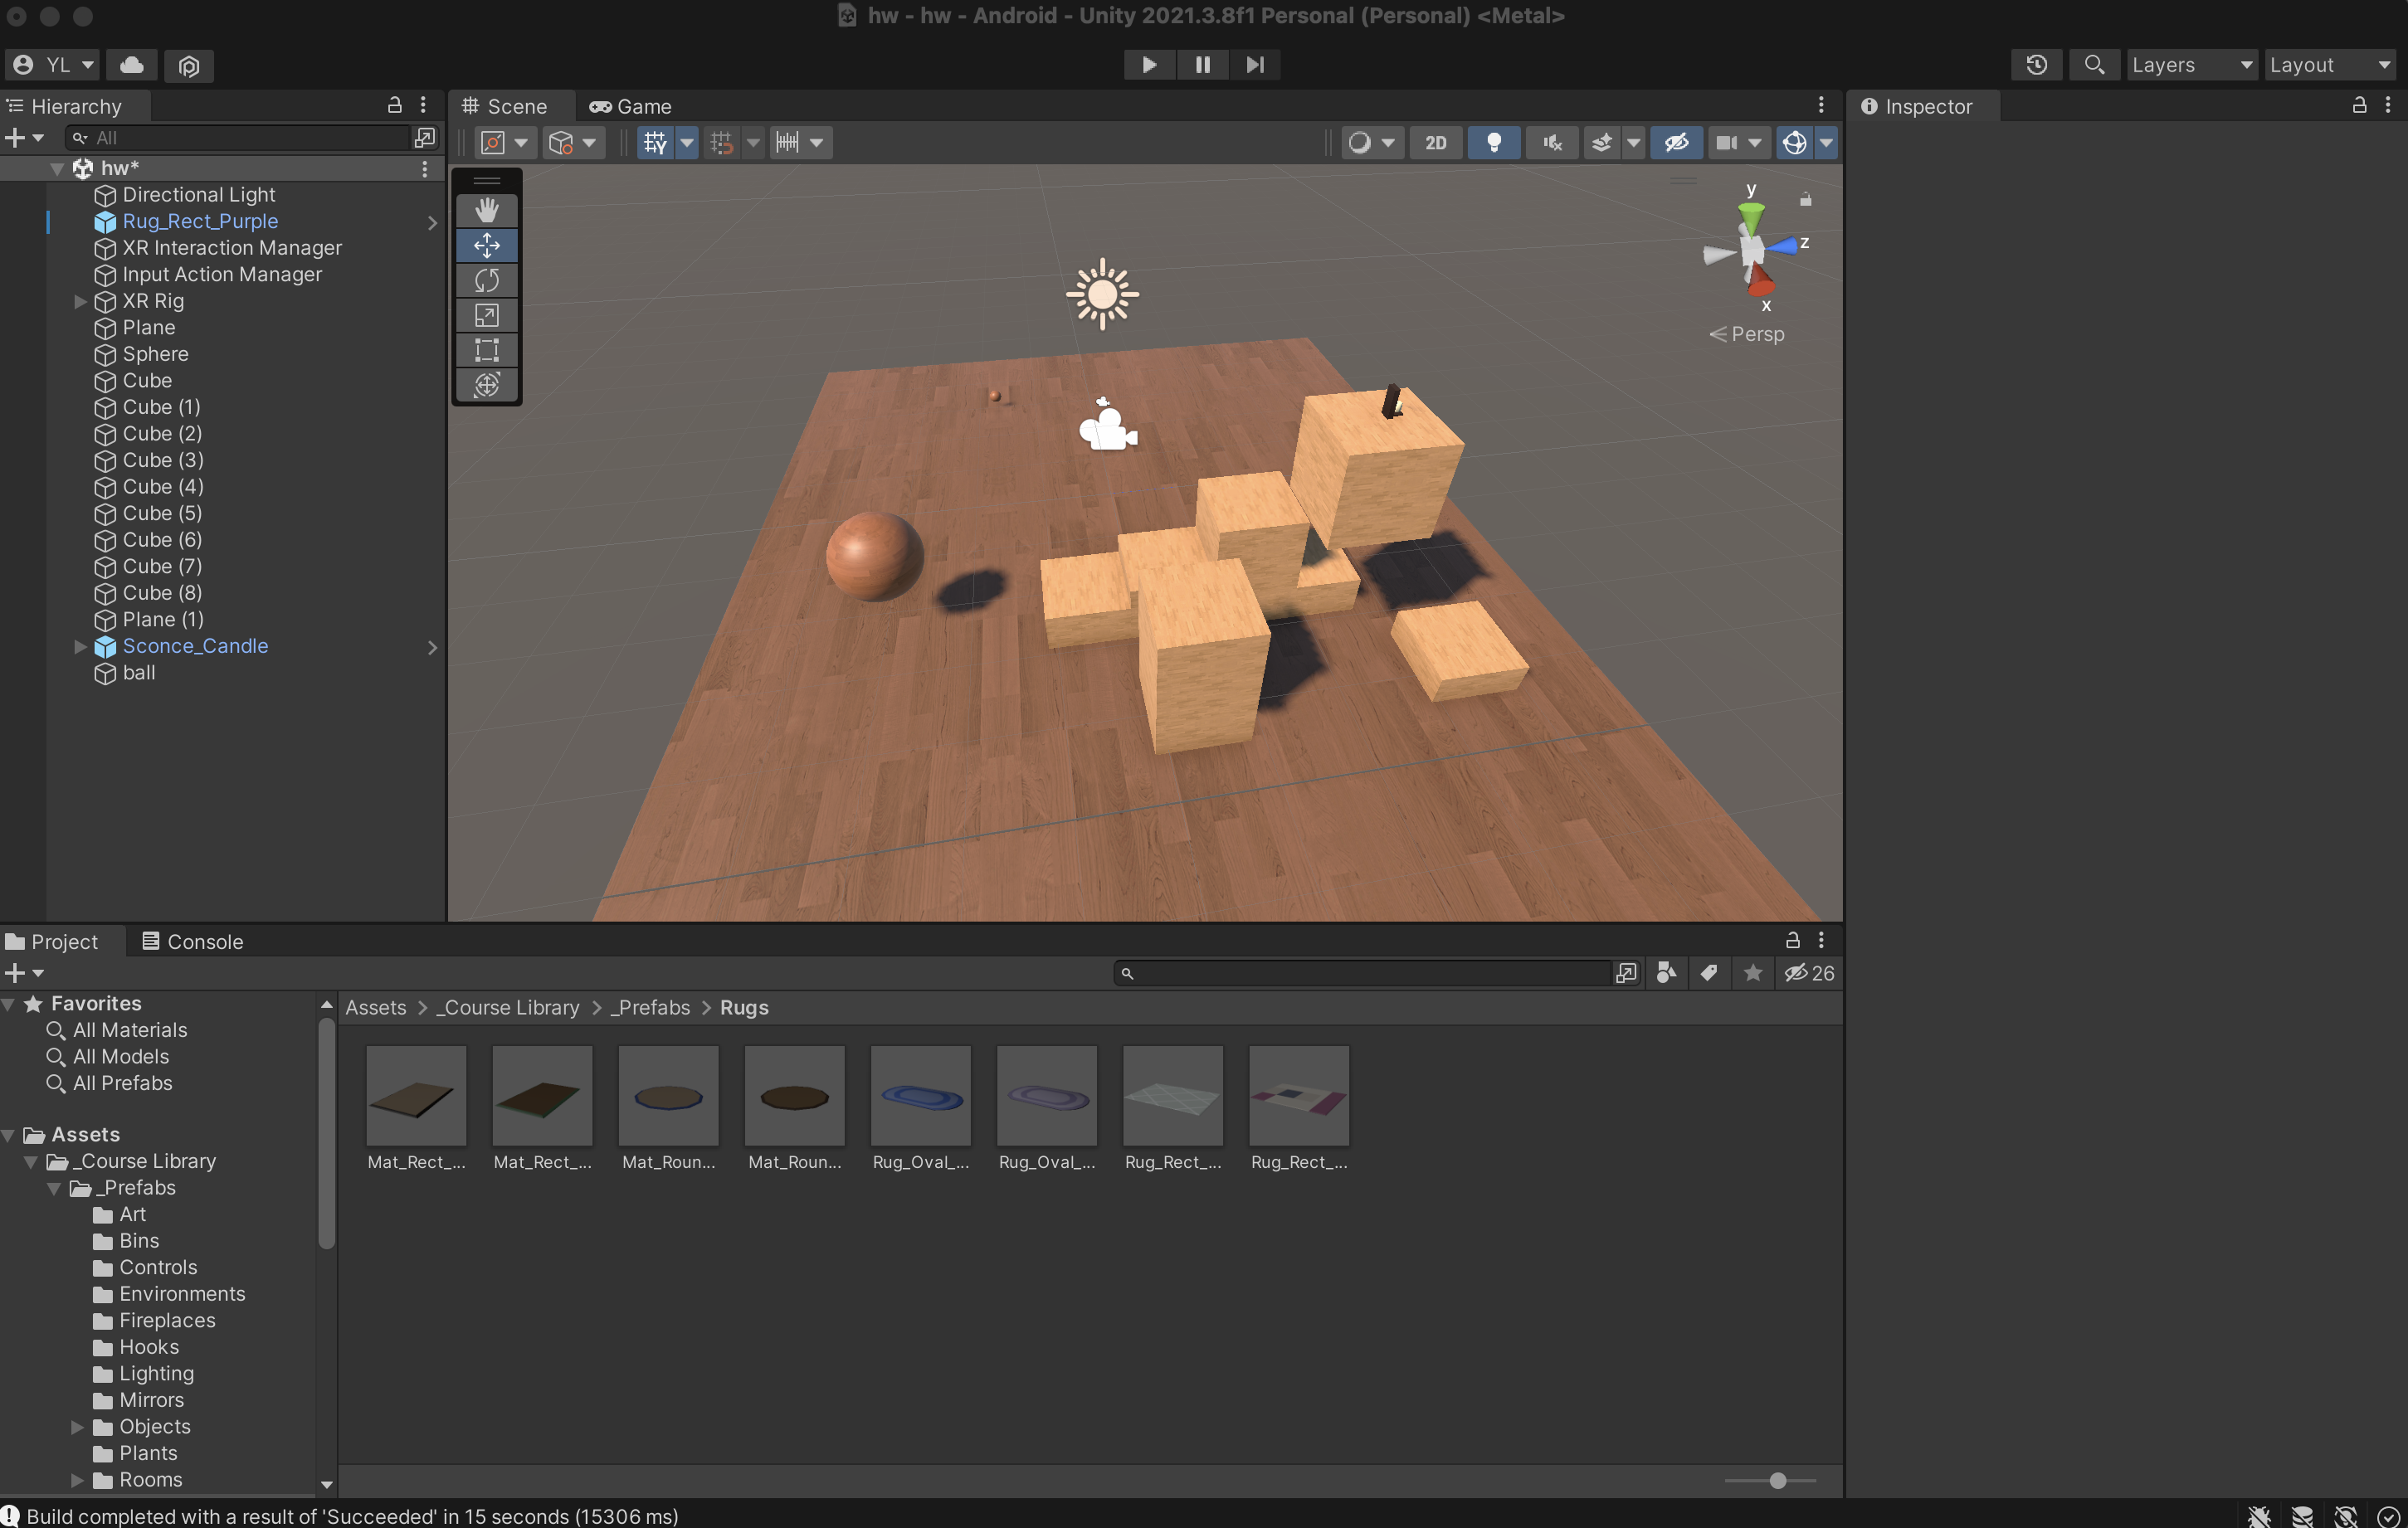 hw - hw - Android - Unity 2021.3.8f1 Personal (Personal) <Metal>
YL
Layers
Layout
Hierarchy
All
hw*
Directional Light
Rug_Rect_Purple
XR Interaction Manager
Input Action Manager
XR Rig
Plane
Sphere
Cube
Cube (1)
Cube (2)
Cube (3)
Cube (4)
Cube (5)
Cube (6)
Cube (7)
Cube (8)
Plane (1)
Sconce_Candle
ball
Scene
Game
2D
y
z
x
Persp
Inspector
Project
Console
26
Favorites
All Materials
All Models
All Prefabs
Assets
_Course Library
_Prefabs
Art
Bins
Controls
Environments
Fireplaces
Hooks
Lighting
Mirrors
Objects
Plants
Rooms
Assets > _Course Library > _Prefabs > Rugs
Mat_Rect_...
Mat_Rect_...
Mat_Roun...
Mat_Roun...
Rug_Oval_...
Rug_Oval_...
Rug_Rect_...
Rug_Rect_...
Build completed with a result of 'Succeeded' in 15 seconds (15306 ms)